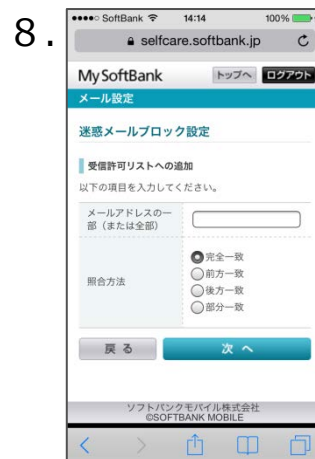 8.
SoftBank 14:14 100%
selfcare.softbank.jp
My SoftBank トップへ ログアウト
メール設定
迷惑メールブロック設定
受信許可リストへの追加
以下の項目を入力してください。
メールアドレスの一
部（または全部）
照合方法
完全一致
前方一致
後方一致
部分一致
戻る 次へ
ソフトバンクモバイル株式会社
©SOFTBANK MOBILE